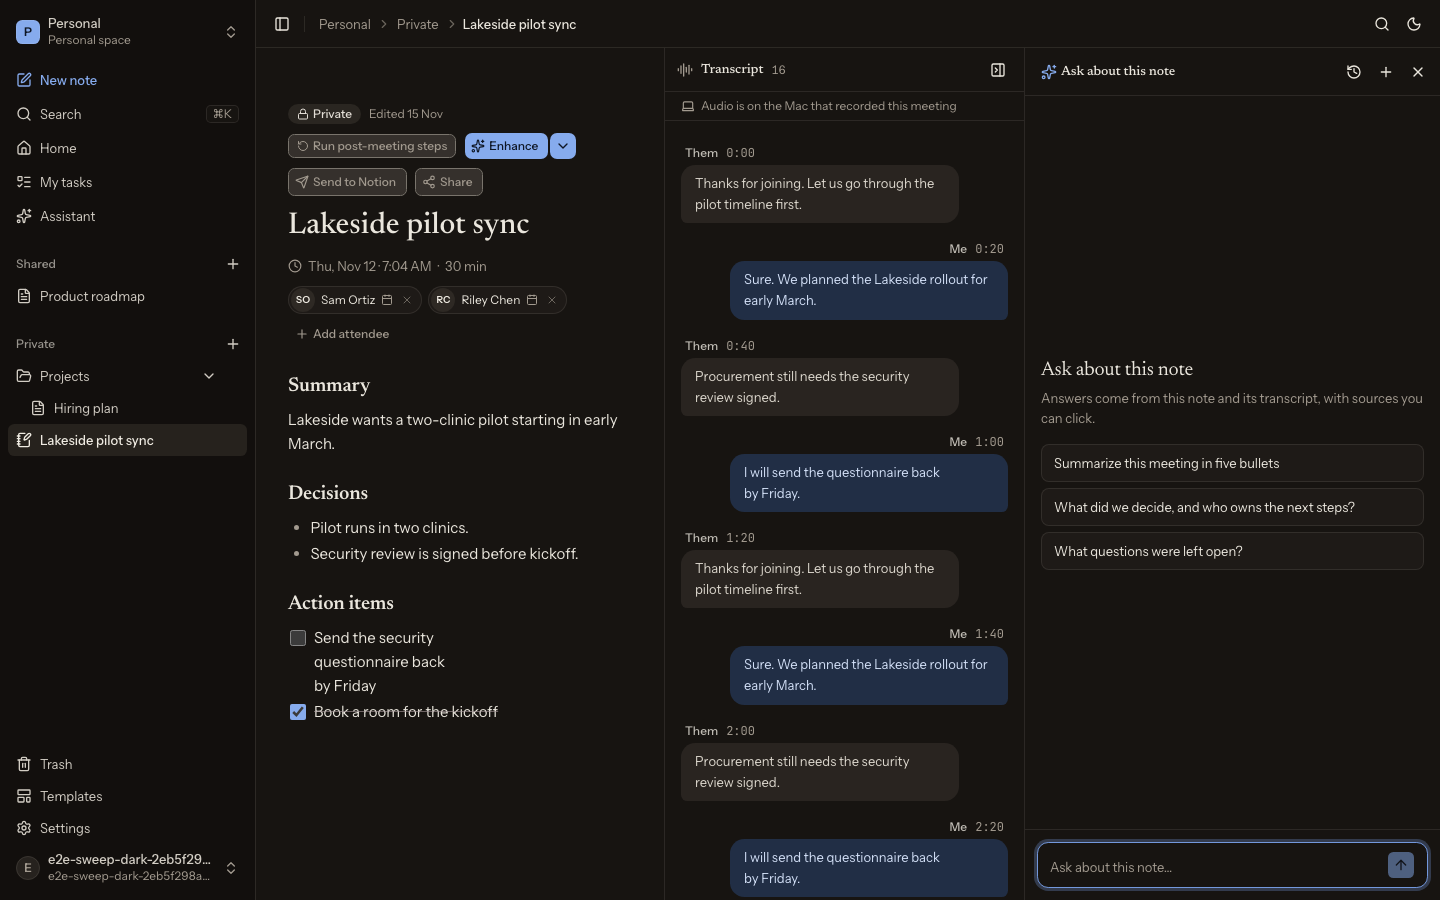 P
Personal
Personal space
New note
Search
⌘K
Home
My tasks
Assistant
Shared
Product roadmap
Private
Projects
Hiring plan
Lakeside pilot sync
Trash
Templates
Settings
E
e2e-sweep-dark-2eb5f29...
e2e-sweep-dark-2eb5f298a...
Personal > Private > Lakeside pilot sync
Private
Edited 15 Nov
Run post-meeting steps
Enhance
Send to Notion
Share
Lakeside pilot sync
Thu, Nov 12 · 7:04 AM · 30 min
SO Sam Ortiz
RC Riley Chen
Add attendee
Summary
Lakeside wants a two-clinic pilot starting in early
March.
Decisions
Pilot runs in two clinics.
Security review is signed before kickoff.
Action items
Send the security
questionnaire back
by Friday
Book a room for the kickoff
Transcript 16
Audio is on the Mac that recorded this meeting
Them 0:00
Thanks for joining. Let us go through the
pilot timeline first.
Me 0:20
Sure. We planned the Lakeside rollout for
early March.
Them 0:40
Procurement still needs the security
review signed.
Me 1:00
I will send the questionnaire back
by Friday.
Them 1:20
Thanks for joining. Let us go through the
pilot timeline first.
Me 1:40
Sure. We planned the Lakeside rollout for
early March.
Them 2:00
Procurement still needs the security
review signed.
Me 2:20
I will send the questionnaire back
by Friday.
Ask about this note
Ask about this note
Answers come from this note and its transcript, with sources you
can click.
Summarize this meeting in five bullets
What did we decide, and who owns the next steps?
What questions were left open?
Ask about this note...